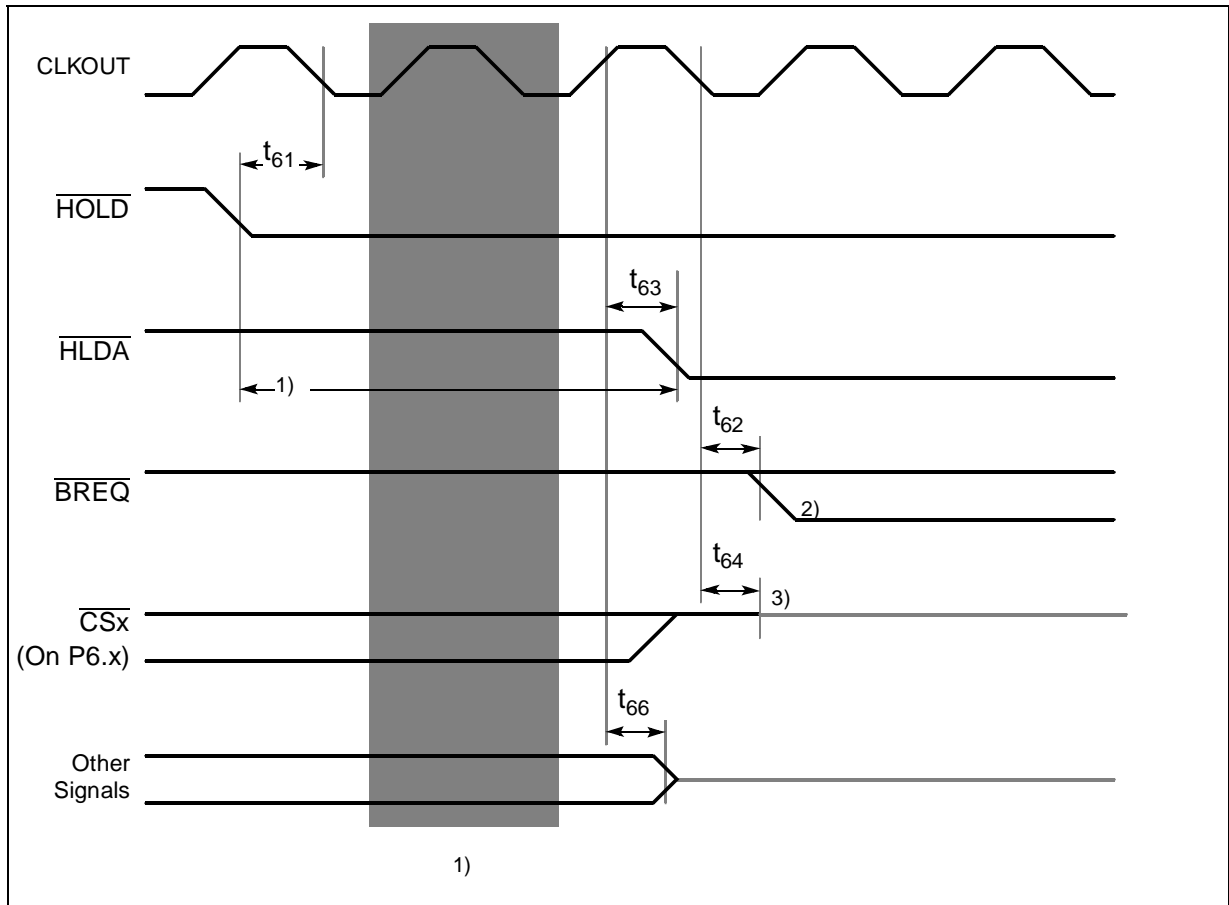 CLKOUT
t61
HOLD
t63
HLDA
1)
t62
BREQ
2)
t64
3)
CSx
(On P6.x)
t66
Other
Signals
1)